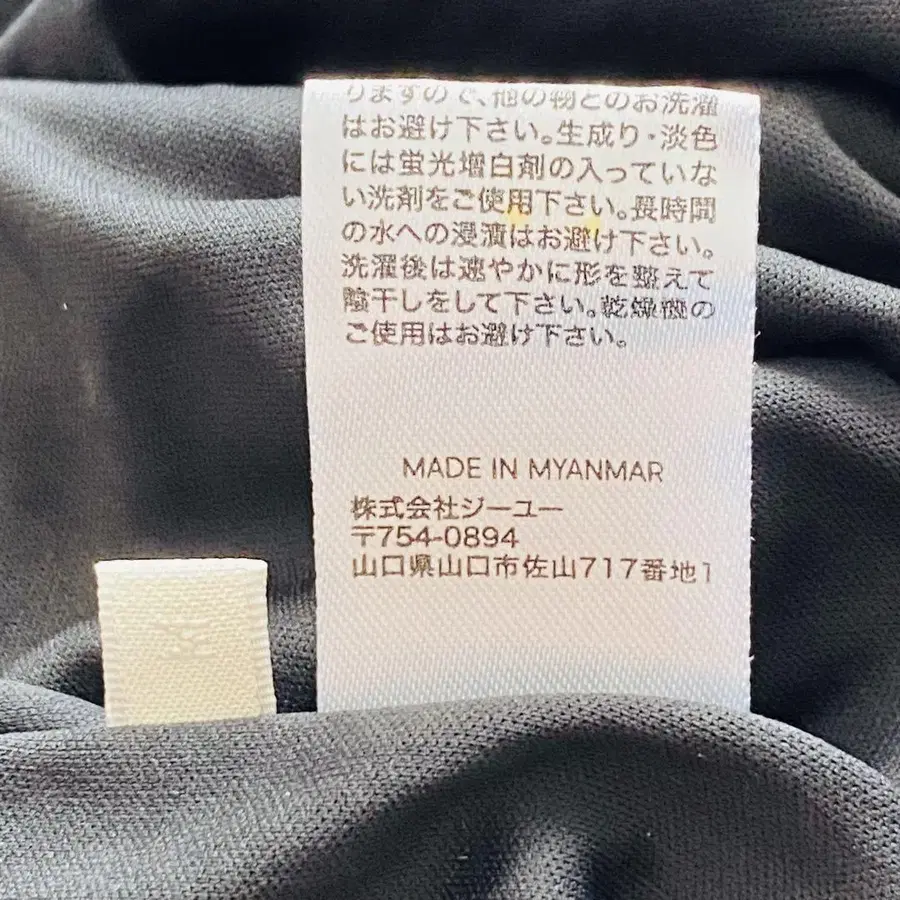 りますので、他の物とのお洗濯
はお避け下さい。生成り・淡色
には蛍光増白剤の入っていな
い洗剤をご使用下さい。長時間
の水への浸漬はお避け下さい。
洗濯後は速やかに形を整えて
陰干しをして下さい。乾燥機の
ご使用はお避け下さい。
MADE IN MYANMAR
株式会社ジーユー
〒754-0894
山口県山口市佐山717番地1